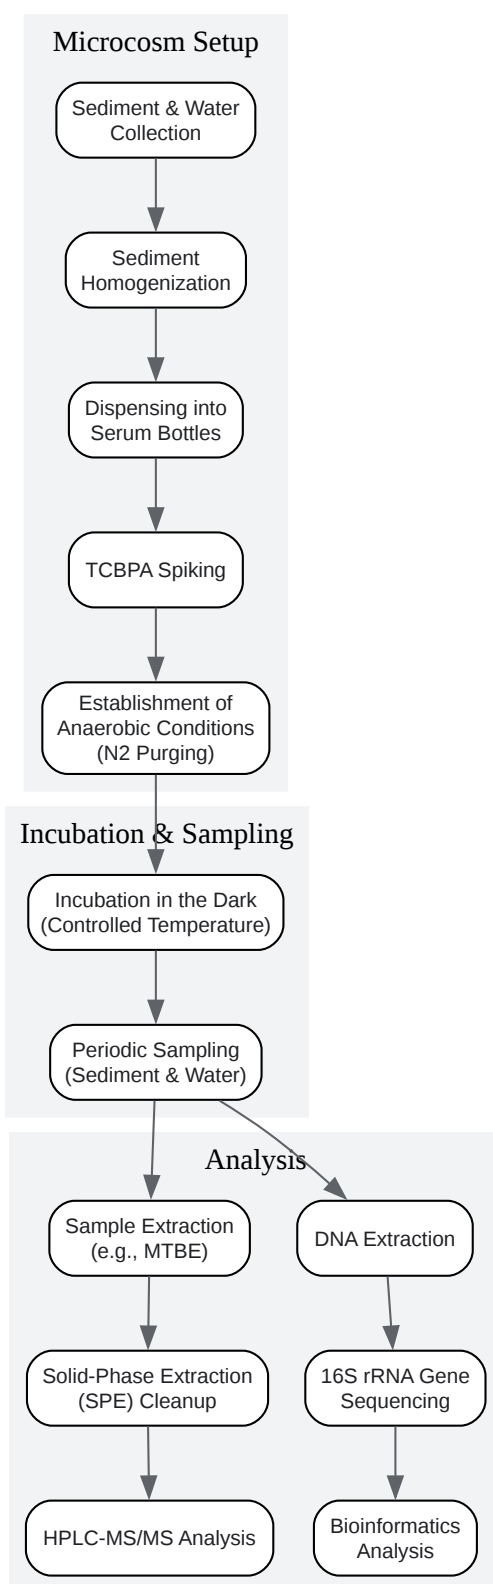 Microcosm Setup
Sediment & Water
Collection
Sediment
Homogenization
Dispensing into
Serum Bottles
TCBPA Spiking
Establishment of
Anaerobic Conditions
(N2 Purging)
Incubation & Sampling
Incubation in the Dark
(Controlled Temperature)
Periodic Sampling
(Sediment & Water)
Analysis
Sample Extraction
(e.g., MTBE)
DNA Extraction
Solid-Phase Extraction
(SPE) Cleanup
16S rRNA Gene
Sequencing
HPLC-MS/MS Analysis
Bioinformatics
Analysis